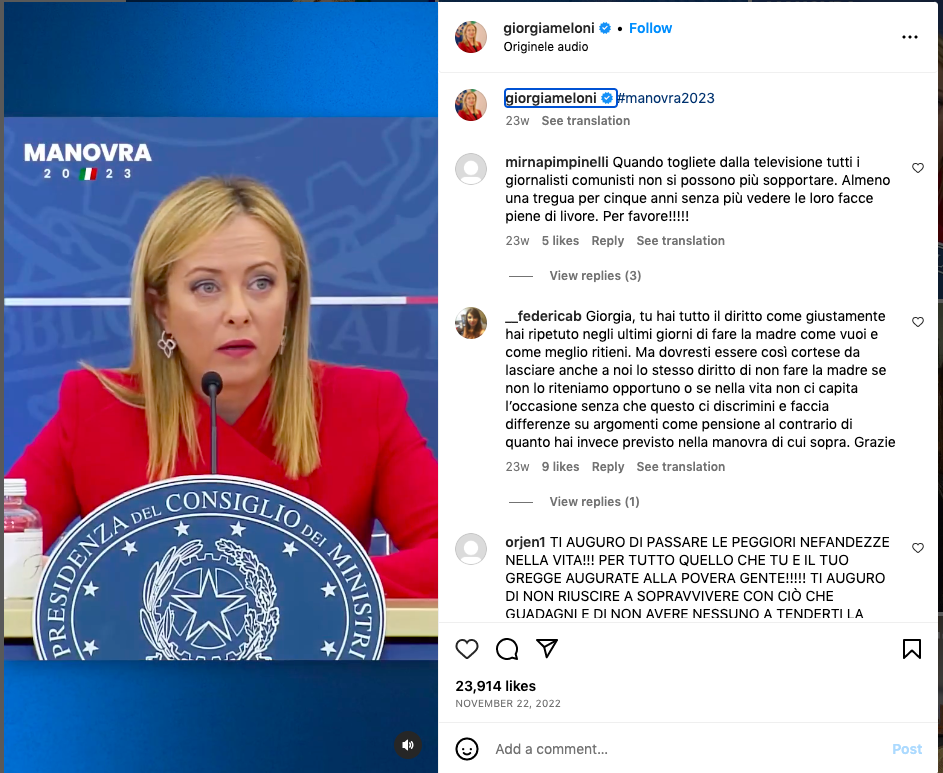 MANOVRA
2 0 2 3
PRESIDENZA DEL CONSIGLIO DEI MINISTRI
giorgiameloni • Follow
Originele audio
giorgiameloni #manovra2023
23w See translation
mirnapimpinelli Quando togliete dalla televisione tutti i
giornalisti comunisti non si possono più sopportare. Almeno
una tregua per cinque anni senza più vedere le loro facce
piene di livore. Per favore!!!!!
23w 5 likes Reply See translation
View replies (3)
__federicab Giorgia, tu hai tutto il diritto come giustamente
hai ripetuto negli ultimi giorni di fare la madre come vuoi e
come meglio ritieni. Ma dovresti essere così cortese da
lasciare anche a noi lo stesso diritto di non fare la madre se
non lo riteniamo opportuno o se nella vita non ci capita
l'occasione senza che questo ci discrimini e faccia
differenze su argomenti come pensione al contrario di
quanto hai invece previsto nella manovra di cui sopra. Grazie
23w 9 likes Reply See translation
View replies (1)
orjen1 TI AUGURO DI PASSARE LE PEGGIORI NEFANDEZZE
NELLA VITA!!! PER TUTTO QUELLO CHE TU E IL TUO
GREGGE AUGURATE ALLA POVERA GENTE!!!!! TI AUGURO
DI NON RIUSCIRE A SOPRAVVIVERE CON CIÒ CHE
GUADAGNI E DI NON AVERE NESSUNO A TENDERTI LA
23,914 likes
NOVEMBER 22, 2022
Add a comment...
Post